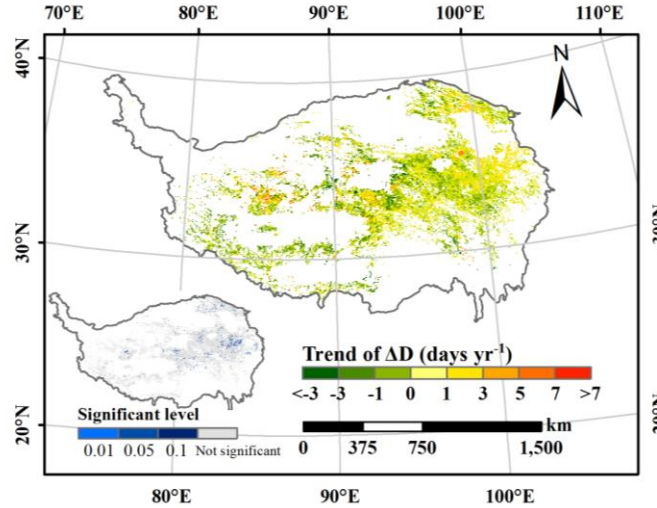 70°E 80°E 90°E 100°E 110°E
40°N
N
30°N
20°N
Trend of ΔD (days yr⁻¹)
<-3 -3 -1 0 1 3 5 7 >7
km
0 375 750 1,500
Significant level
0.01 0.05 0.1 Not significant
80°E 90°E 100°E